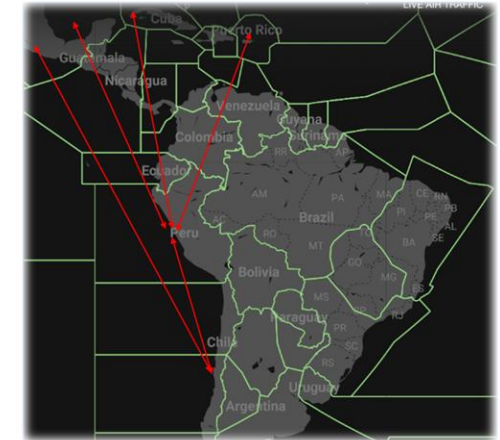 LIVE AIR TRAFFIC
Cuba
Puerto Rico
Guatemala
Nicaragua
Venezuela
Guyana
Suriname
Colombia
RR
AP
Ecuador
AM
PA
MA
CE
RN
PB
PI
PE
AL
SE
AC
Peru
RO
Brazil
MT
BA
GO
Bolivia
MG
MS
ES
SP
RJ
Paraguay
PR
Chile
SC
RS
Uruguay
Argentina